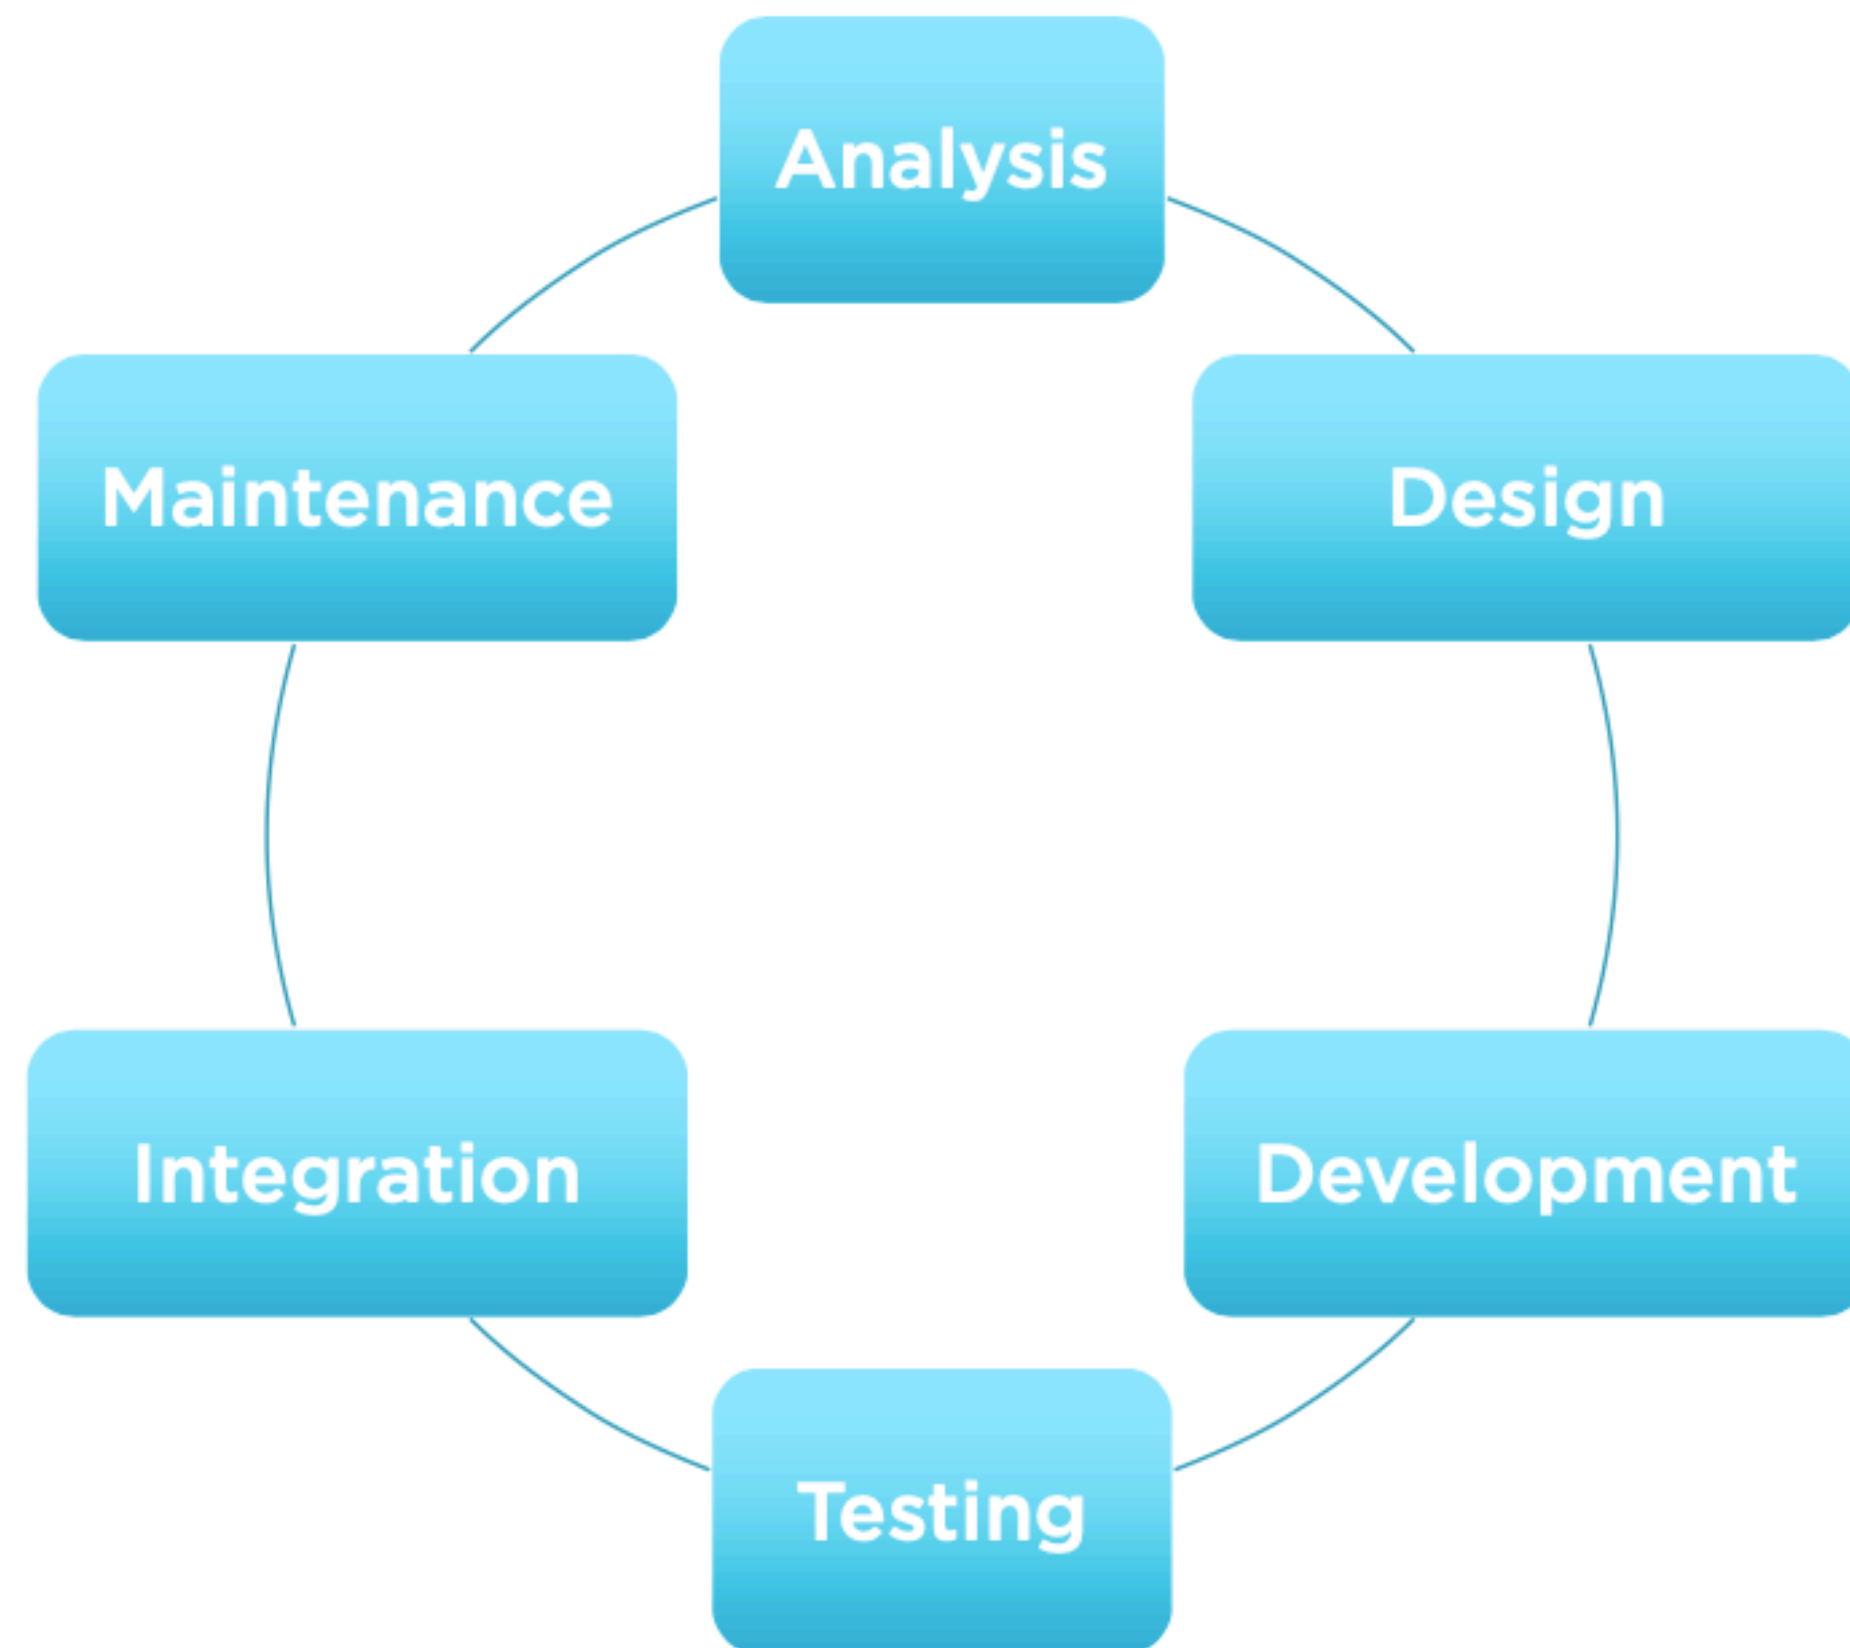 Analysis
Maintenance
Design
Integration
Development
Testing